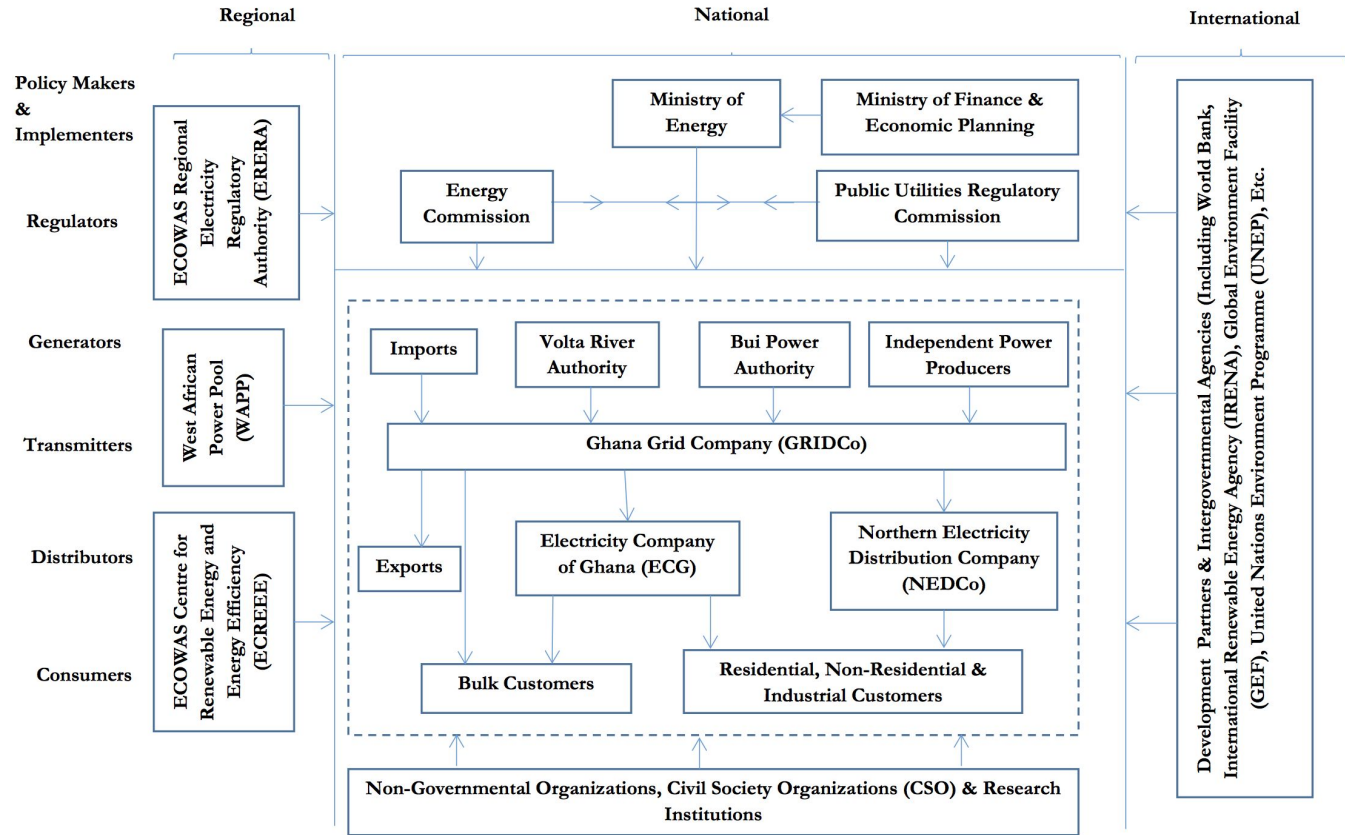 Regional
National
International
Policy Makers
&
Implementers
Regulators
Generators
Transmitters
Distributors
Consumers
ECOWAS Regional
Electricity
Regulatory
Authority (ERERA)
West African
Power Pool
(WAPP)
ECOWAS Centre for
Renewable Energy and
Energy Efficiency
(ECREEE)
Ministry of
Energy
Ministry of Finance &
Economic Planning
Energy
Commission
Public Utilities Regulatory
Commission
Imports
Volta River
Authority
Bui Power
Authority
Independent Power
Producers
Ghana Grid Company (GRIDCo)
Exports
Electricity Company
of Ghana (ECG)
Northern Electricity
Distribution Company
(NEDCo)
Bulk Customers
Residential, Non-Residential &
Industrial Customers
Non-Governmental Organizations, Civil Society Organizations (CSO) & Research
Institutions
Development Partners & Intergovernmental Agencies (Including World Bank,
International Renewable Energy Agency (IRENA), Global Environment Facility
(GEF), United Nations Environment Programme (UNEP), Etc.